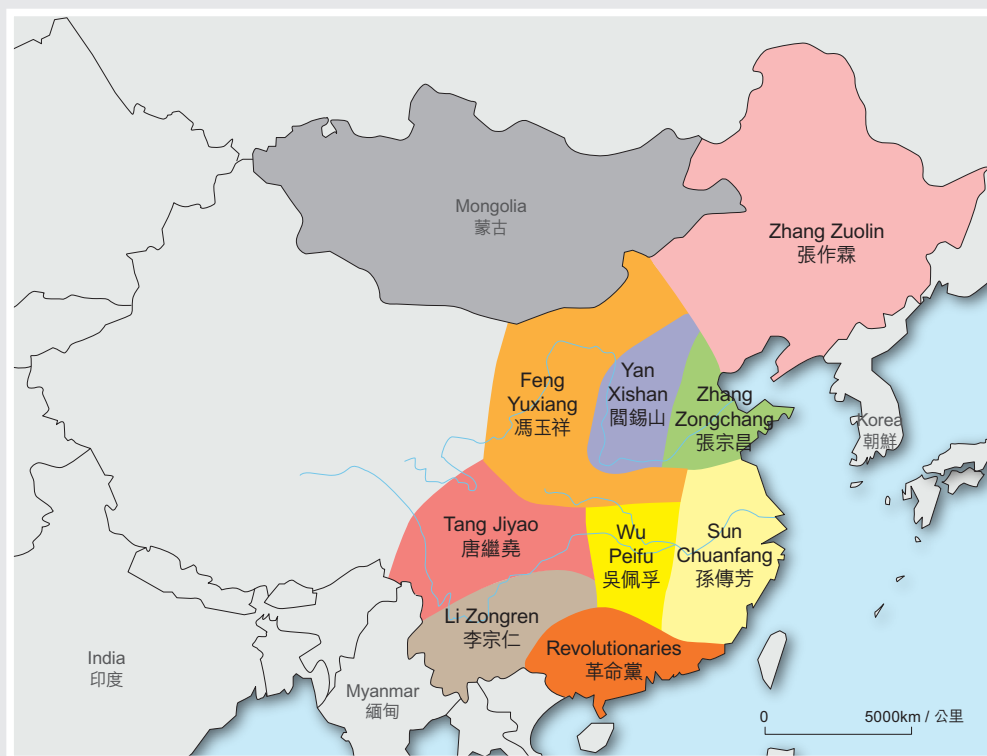 Mongolia
蒙古
Zhang Zuolin
張作霖
Feng
Yuxiang
馮玉祥
Yan
Xishan
閻錫山
Zhang
Zongchang
張宗昌
Korea
朝鮮
Tang Jiyao
唐繼堯
Wu
Peifu
吳佩孚
Sun
Chuanfang
孫傳芳
Li Zongren
李宗仁
Revolutionaries
革命黨
India
印度
Myanmar
緬甸
0 5000km / 公里